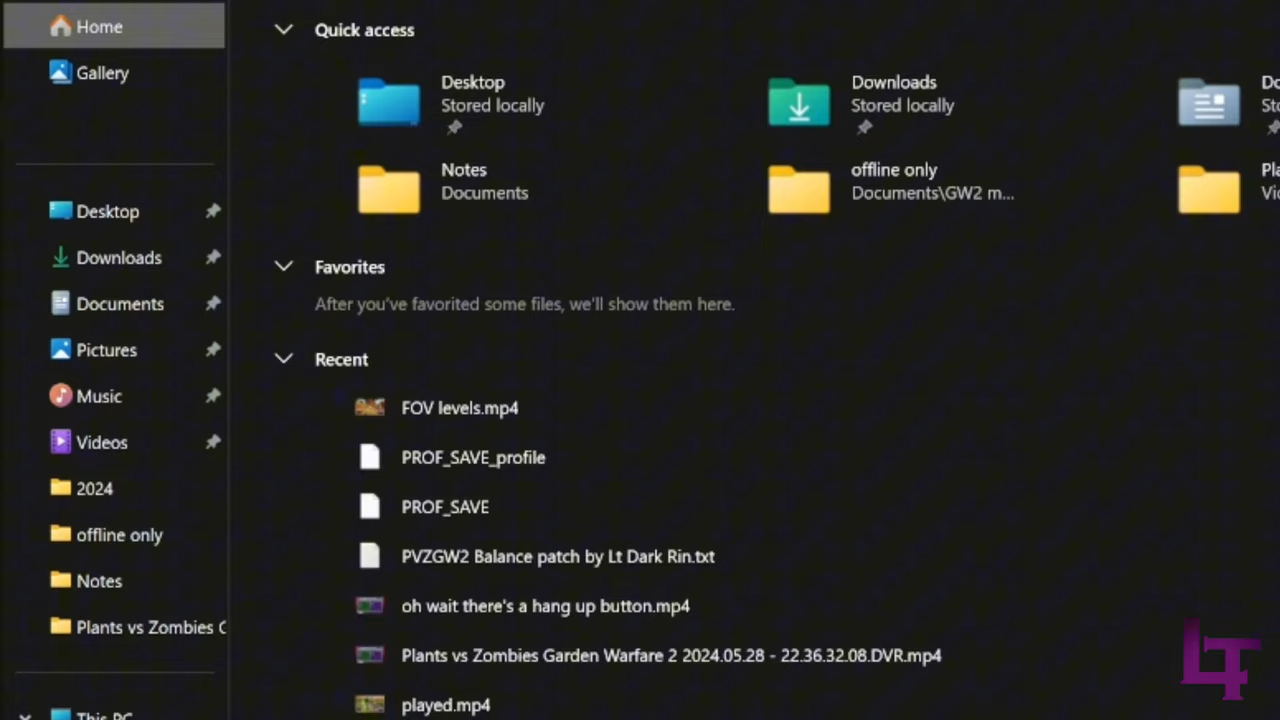 Home
Gallery
Desktop
Downloads
Documents
Pictures
Music
Videos
2024
offline only
Notes
Plants vs Zombies
This PC
Quick access
Desktop
Stored locally
Downloads
Stored locally
Notes
Documents
offline only
Documents\GW2 m...
Favorites
After you've favorited some files, we'll show them here.
Recent
FOV levels.mp4
PROF_SAVE_profile
PROF_SAVE
PVZGW2 Balance patch by Lt Dark Rin.txt
oh wait there's a hang up button.mp4
Plants vs Zombies Garden Warfare 2 2024.05.28 - 22.36.32.08.DVR.mp4
played.mp4
LT